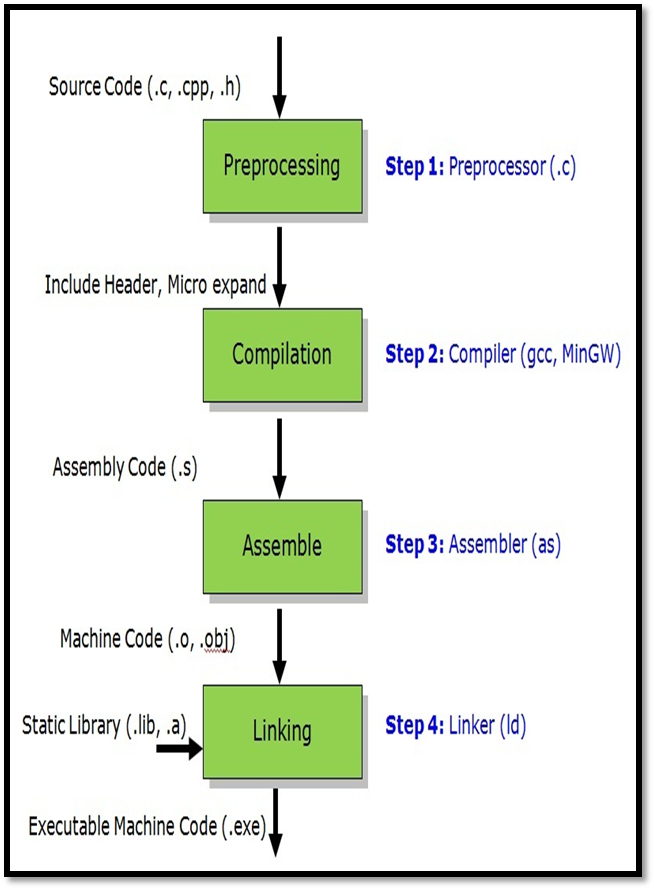 Source Code (.c, .cpp, .h)
Preprocessing
Step 1: Preprocessor (.c)
Include Header, Micro expand
Compilation
Step 2: Compiler (gcc, MinGW)
Assembly Code (.s)
Assemble
Step 3: Assembler (as)
Machine Code (.o, .obj)
Static Library (.lib, .a)
Linking
Step 4: Linker (ld)
Executable Machine Code (.exe)